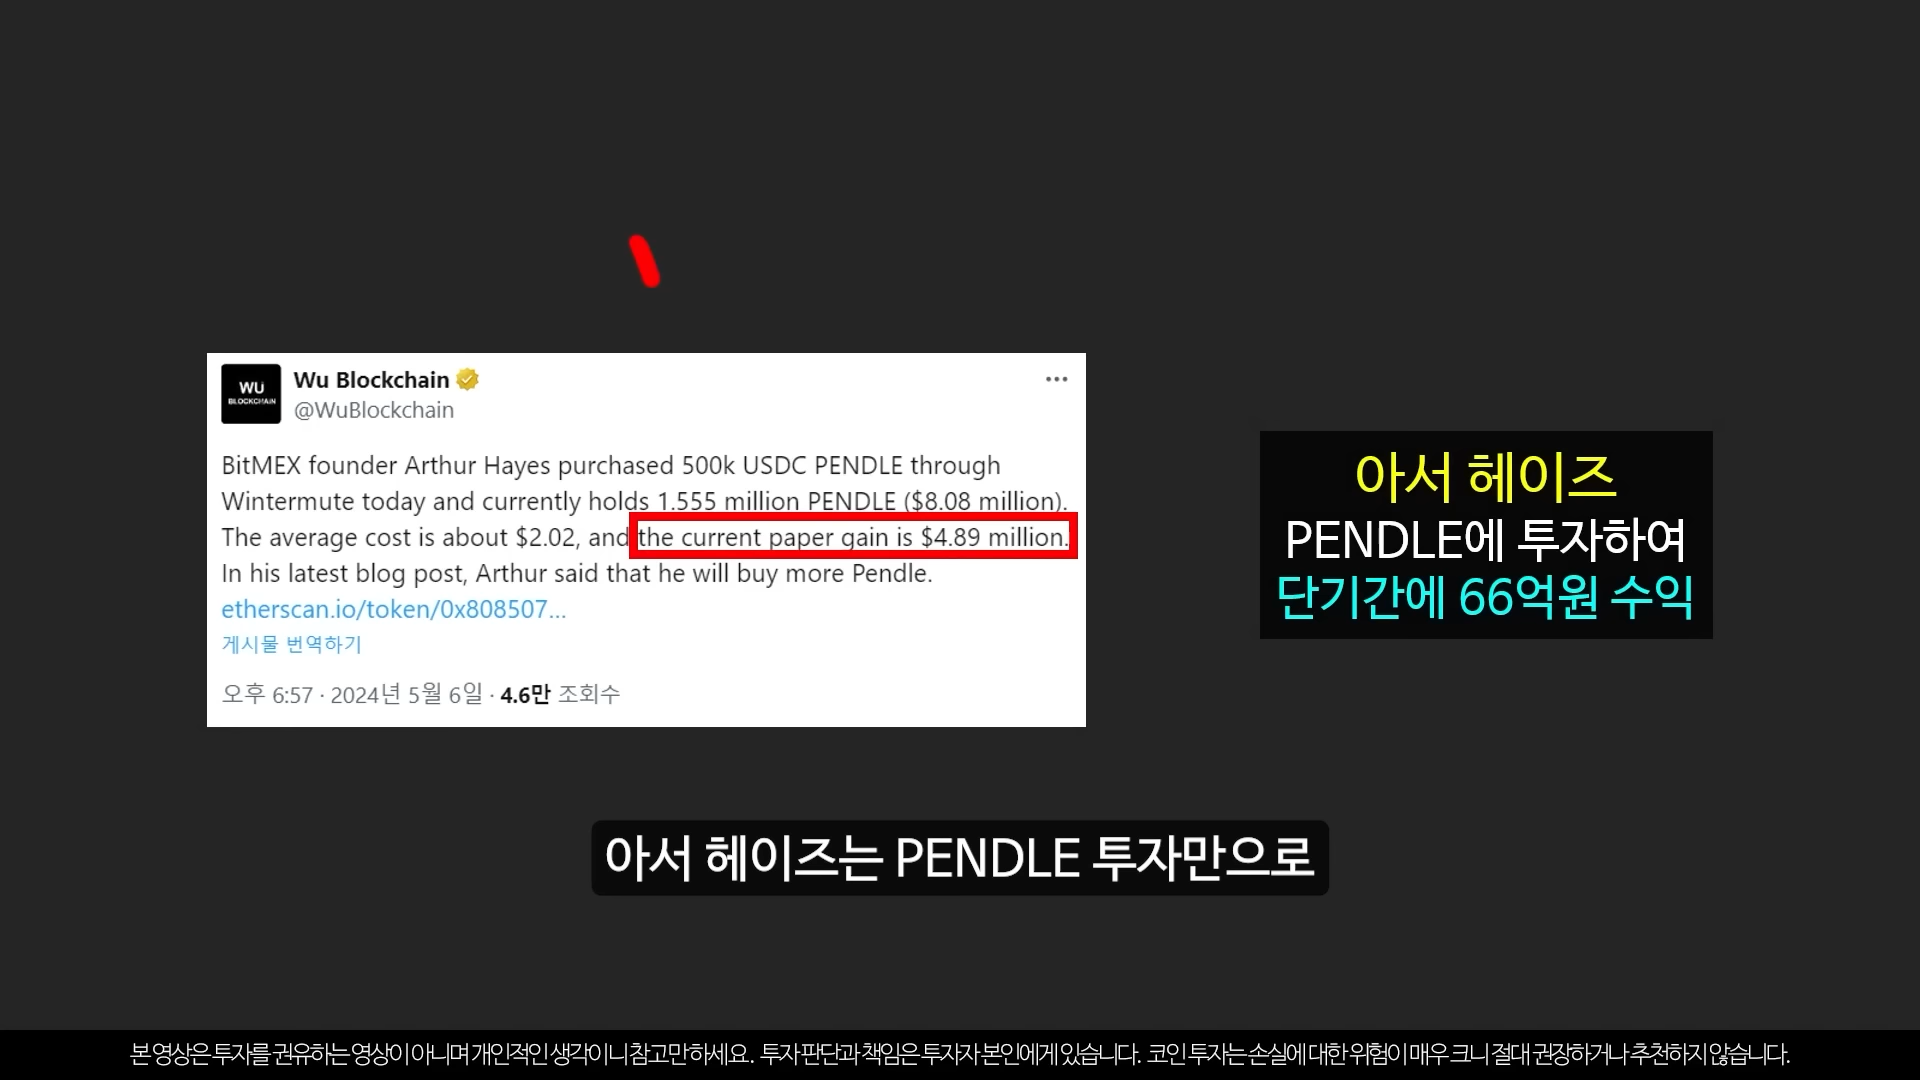 WU
BLOCKCHAIN
Wu Blockchain
@WuBlockchain
BitMEX founder Arthur Hayes purchased 500k USDC PENDLE through
Wintermute today and currently holds 1.555 million PENDLE ($8.08 million).
The average cost is about $2.02, and the current paper gain is $4.89 million.
In his latest blog post, Arthur said that he will buy more Pendle.
etherscan.io/token/0x808507...
게시물 번역하기
오후 6:57 · 2024년 5월 6일 · 4.6만 조회수
아서 헤이즈
PENDLE에 투자하여
단기간에 66억원 수익
아서 헤이즈는 PENDLE 투자만으로
본 영상은 투자를 권유하는 영상이 아니며 개인적인 생각이니 참고만 하세요. 투자 판단과 책임은 투자자 본인에게 있습니다. 코인 투자는 손실에 대한 위험이 매우 크니 절대 권장하거나 추천하지 않습니다.